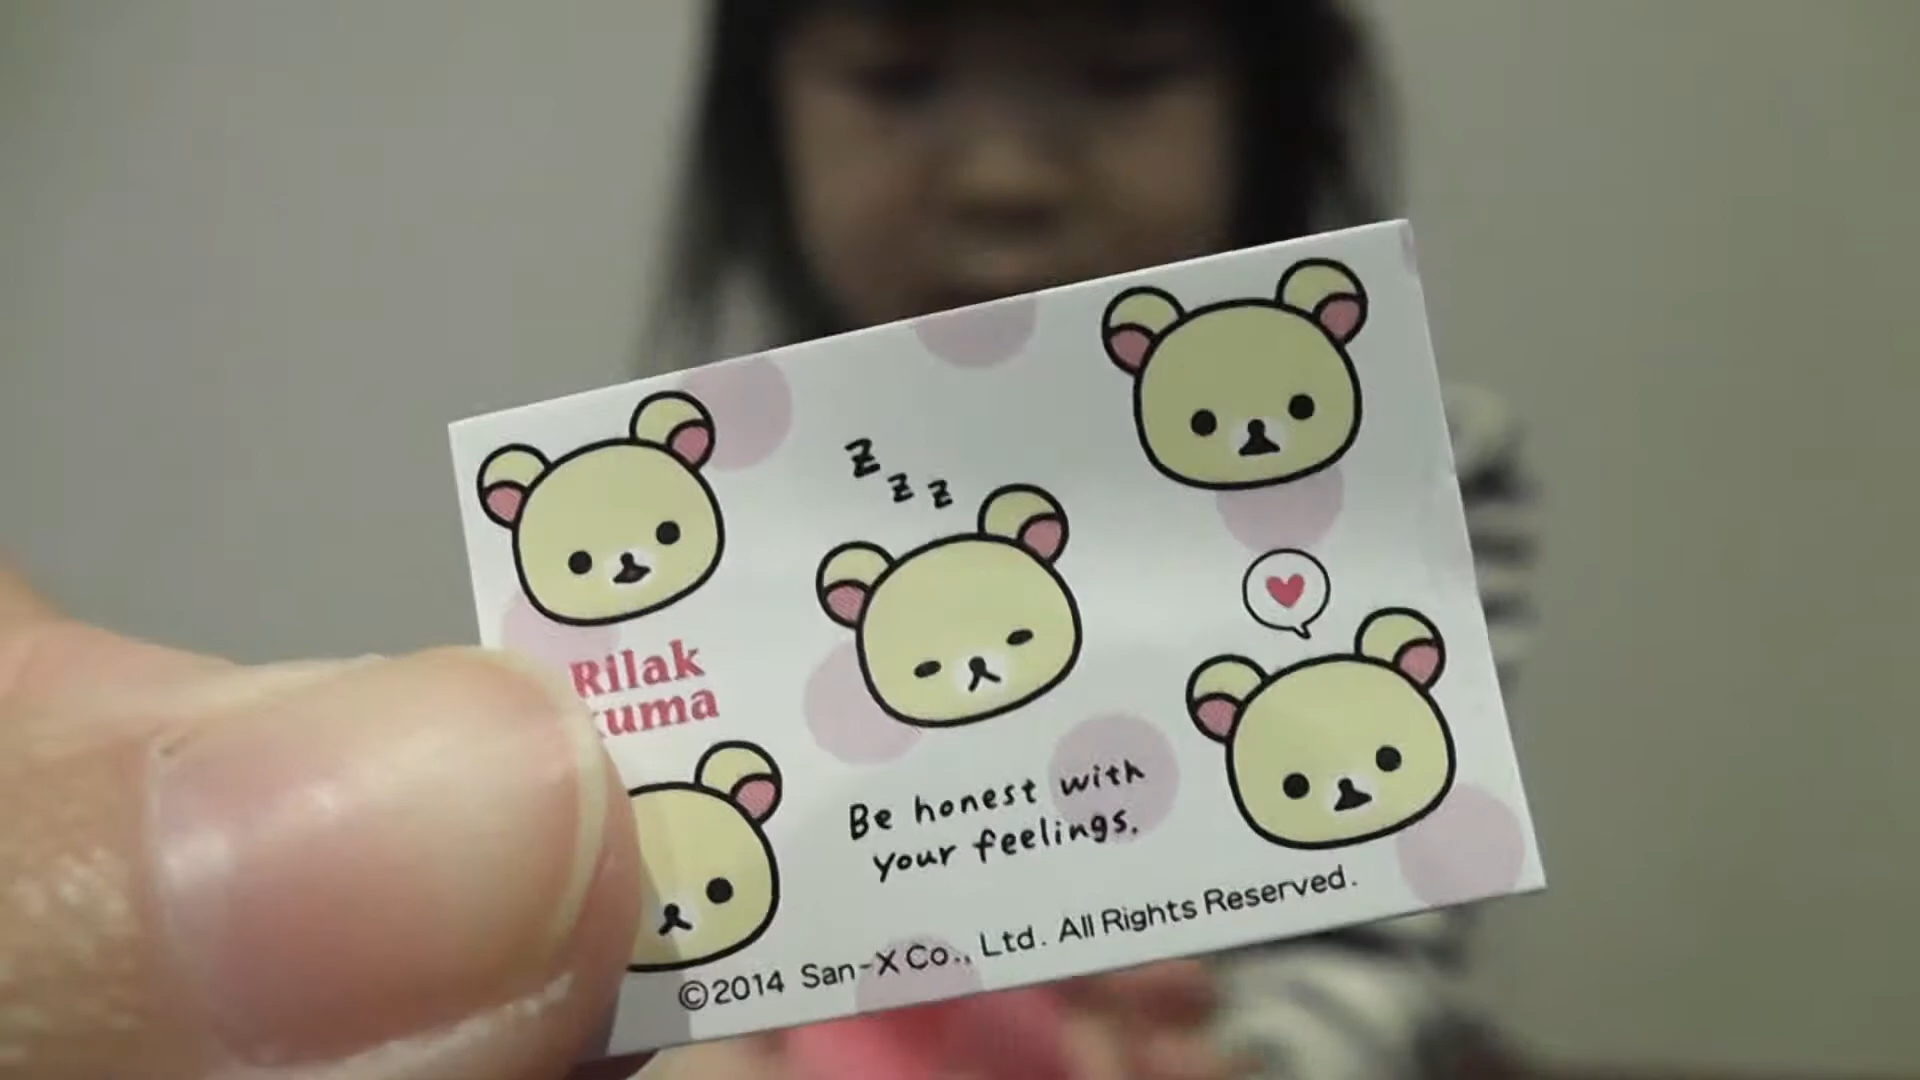 z
z z
Rilak
kuma
Be honest with
your feelings.
©2014 San-X Co., Ltd. All Rights Reserved.